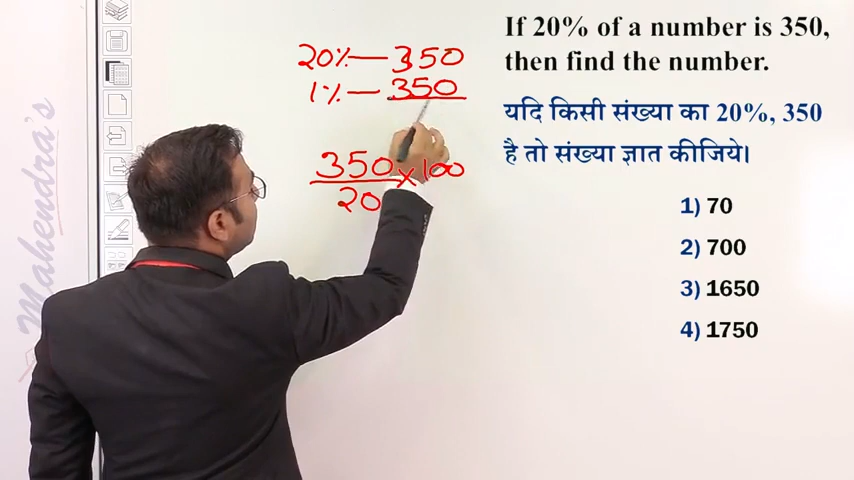 If 20% of a number is 350,
then find the number.
यदि किसी संख्या का 20%, 350
है तो संख्या ज्ञात कीजिये।
1) 70
2) 700
3) 1650
4) 1750
20% — 350
1% — 350
350 × 100
20
Mahendra's